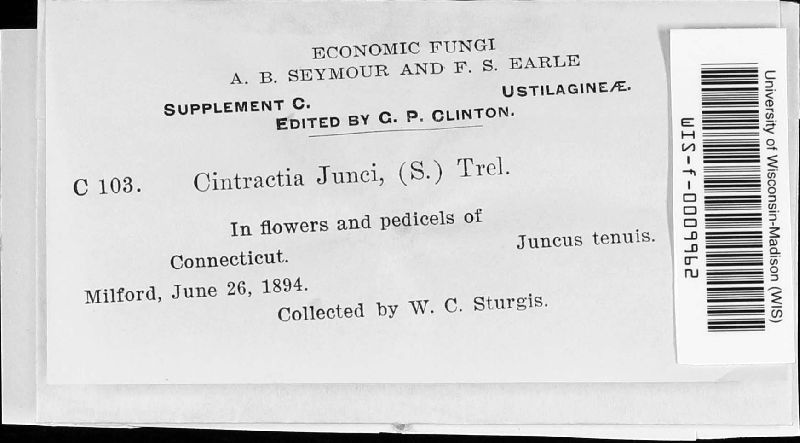 ECONOMIC FUNGI
A. B. SEYMOUR AND F. S. EARLE
SUPPLEMENT C. USTILAGINEÆ.
EDITED BY G. P. CLINTON.
C 103. Cintractia Junci, (S.) Trel.
In flowers and pedicels of
Juncus tenuis.
Connecticut.
Milford, June 26, 1894.
Collected by W. C. Sturgis.
University of Wisconsin-Madison (WIS)
WIS-f-0009962